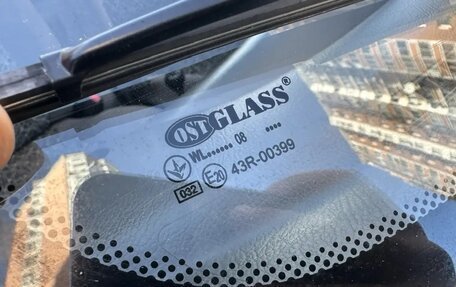 OSTGLASS®
WL...... 08 ....
032 E20 43R-00399